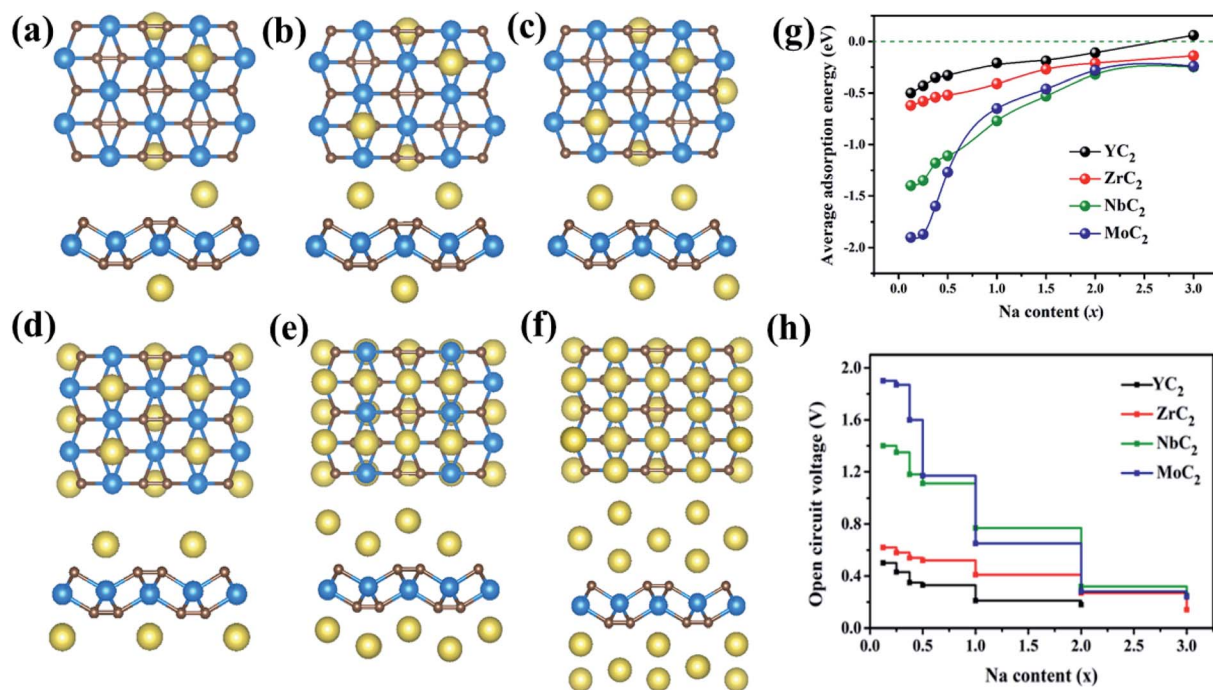 (a)
(b)
(c)
(d)
(e)
(f)
(g)
Average adsorption energy (eV)
0.0
-0.5
-1.0
-1.5
-2.0
YC2
ZrC2
NbC2
MoC2
0.0 0.5 1.0 1.5 2.0 2.5 3.0
Na content (x)
(h)
Open circuit voltage (V)
2.0
1.6
1.2
0.8
0.4
0.0
YC2
ZrC2
NbC2
MoC2
0.0 0.5 1.0 1.5 2.0 2.5 3.0
Na content (x)